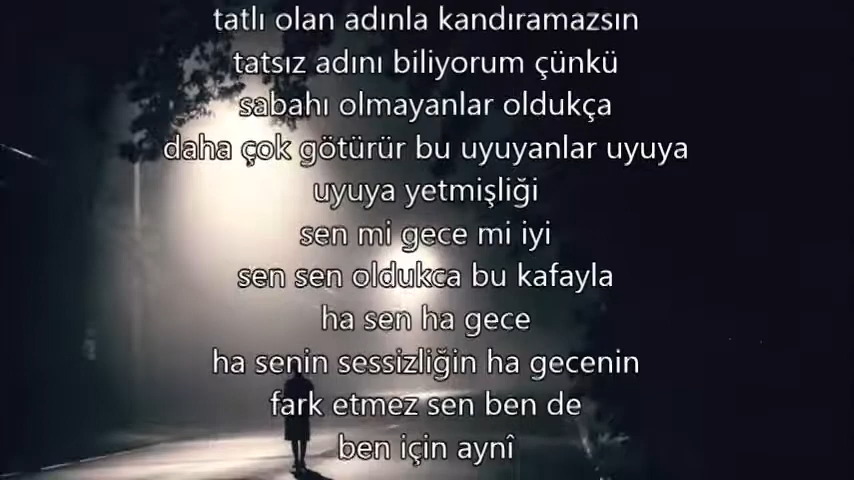 tatlı olan adınla kandıramazsın
tatsız adını biliyorum çünkü
sabahı olmayanlar oldukça
daha çok götürür bu uyuyanlar uyuya
uyuya yetmişliği
sen mi gece mi iyi
sen sen oldukca bu kafayla
ha sen ha gece
ha senin sessizliğin ha gecenin
fark etmez sen ben de
ben için aynî